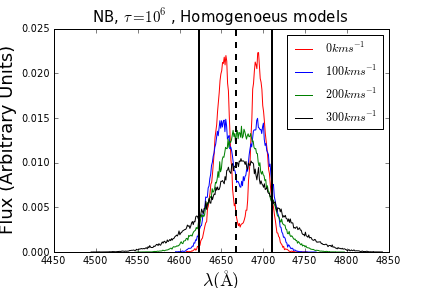 NB, τ=10⁶ , Homogenoeus models
Flux (Arbitrary Units)
0.025
0.020
0.015
0.010
0.005
0.000
0kms⁻¹
100kms⁻¹
200kms⁻¹
300kms⁻¹
4450 4500 4550 4600 4650 4700 4750 4800 4850
λ(Å)